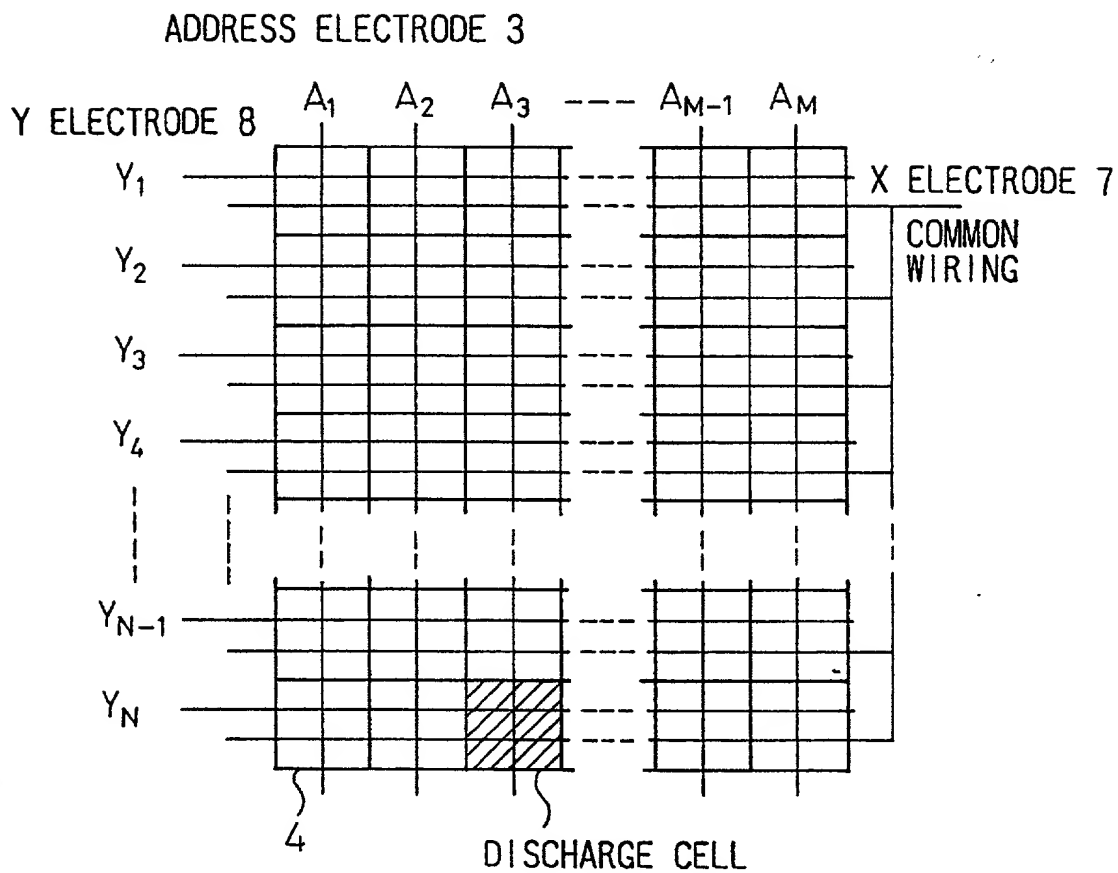 ADDRESS ELECTRODE 3
A1 A2 A3 AM-1 AM
Y ELECTRODE 8
Y1
X ELECTRODE 7
COMMON
WIRING
Y2
Y3
Y4
YN-1
YN
4
DISCHARGE CELL